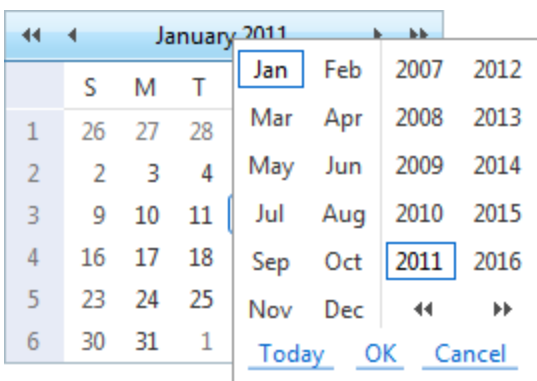 January 2011
S M T
1 26 27 28
2 2 3 4
3 9 10 11
4 16 17 18
5 23 24 25
6 30 31 1
Jan Feb 2007 2012
Mar Apr 2008 2013
May Jun 2009 2014
Jul Aug 2010 2015
Sep Oct 2011 2016
Nov Dec
Today OK Cancel